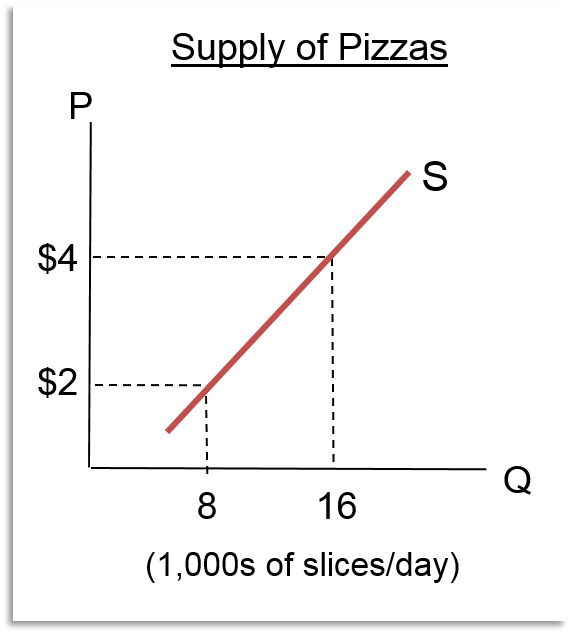 Supply of Pizzas
P
S
$4
$2
Q
8 16
(1,000s of slices/day)